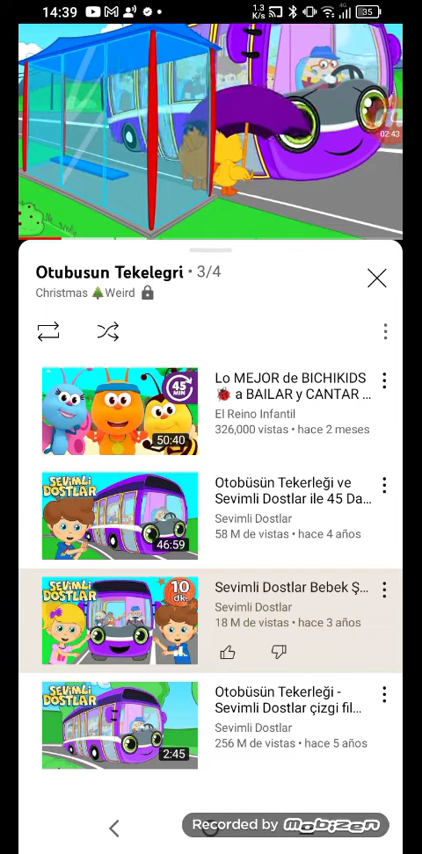 14:39
1.3
K/s
4G
35
02:43
Otubusun Tekelegri • 3/4
Christmas 🎄Weird
45
MIN
50:40
Lo MEJOR de BICHIKIDS
🐞 a BAILAR y CANTAR ...
El Reino Infantil
326,000 vistas • hace 2 meses
SEVIMLI
DOSTLAR
46:59
Otobüsün Tekerleği ve
Sevimli Dostlar ile 45 Da...
Sevimli Dostlar
58 M de vistas • hace 4 años
SEVIMLI
DOSTLAR
10
dk.
Sevimli Dostlar Bebek Ş...
Sevimli Dostlar
18 M de vistas • hace 3 años
SEVIMLI
DOSTLAR
2:45
Otobüsün Tekerleği -
Sevimli Dostlar çizgi fil...
Sevimli Dostlar
256 M de vistas • hace 5 años
Recorded by mobizen